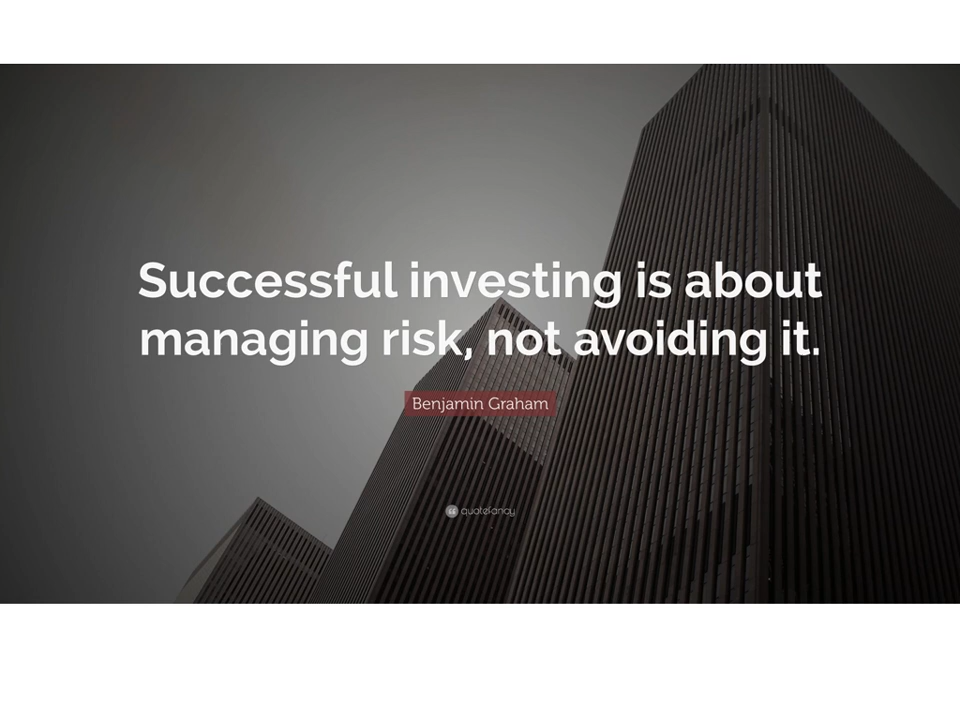 Successful investing is about
managing risk, not avoiding it.
Benjamin Graham
quotefancy